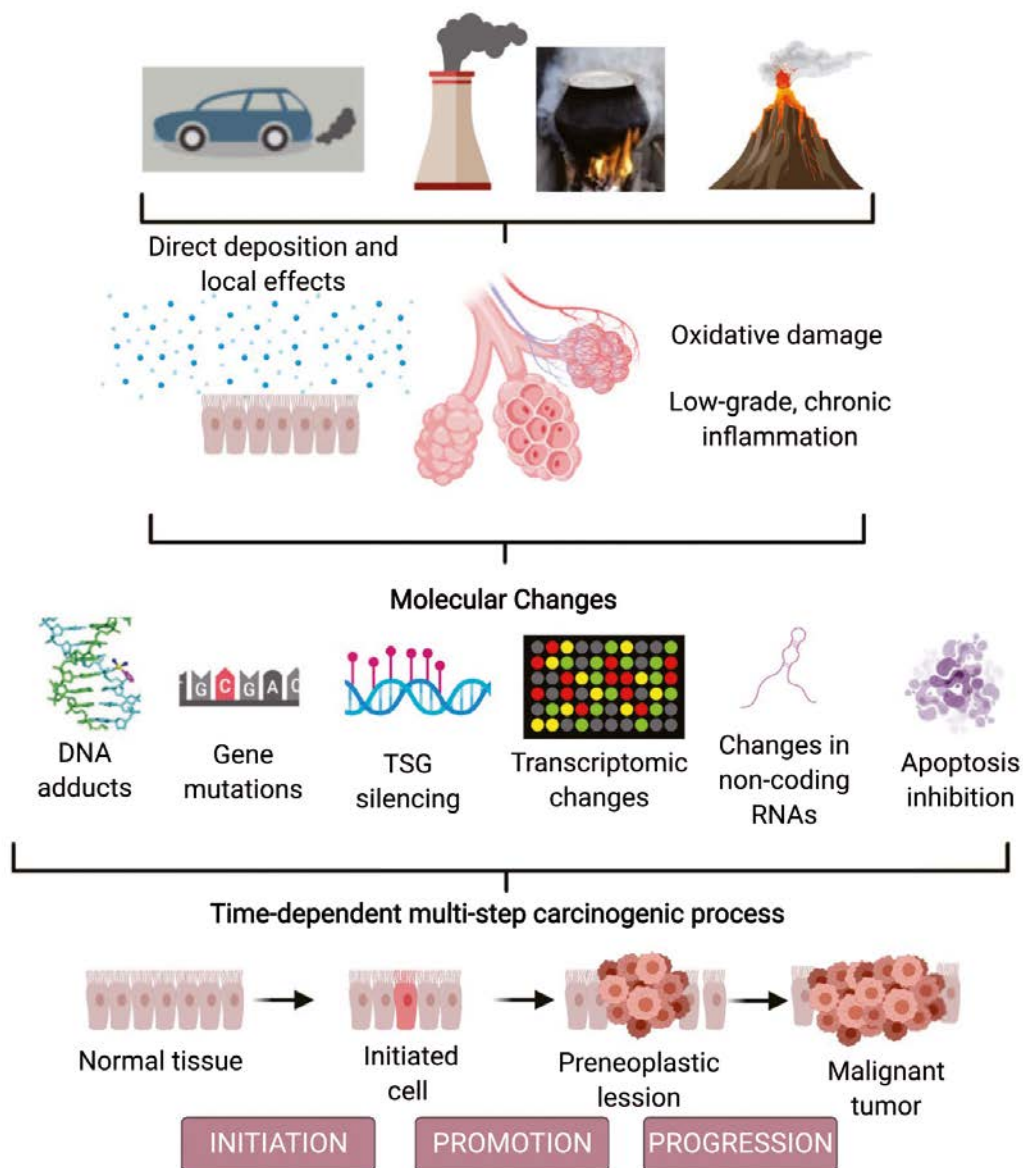 Direct deposition and
local effects
Oxidative damage
Low-grade, chronic
inflammation
Molecular Changes
G C G A C
DNA
adducts
Gene
mutations
TSG
silencing
Transcriptomic
changes
Changes in
non-coding
RNAs
Apoptosis
inhibition
Time-dependent multi-step carcinogenic process
Normal tissue
Initiated
cell
Preneoplastic
lession
Malignant
tumor
INITIATION
PROMOTION
PROGRESSION